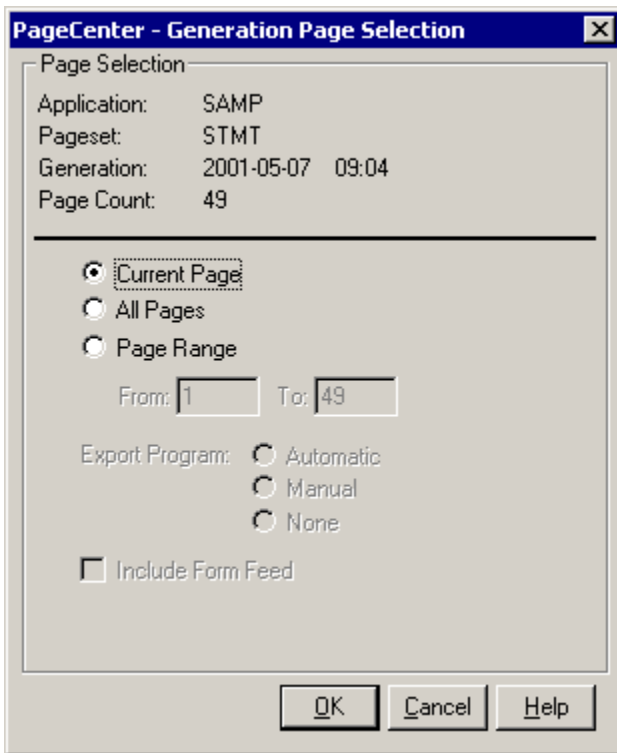 PageCenter - Generation Page Selection
Page Selection
Application: SAMP
Pageset: STMT
Generation: 2001-05-07 09:04
Page Count: 49
Current Page
All Pages
Page Range
From: 1 To: 49
Export Program: Automatic
Manual
None
Include Form Feed
OK Cancel Help